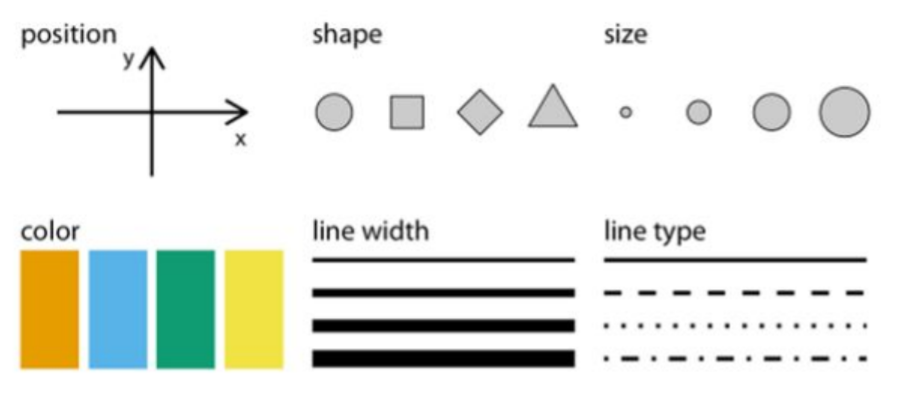 position
shape
size
y
x
color
line width
line type